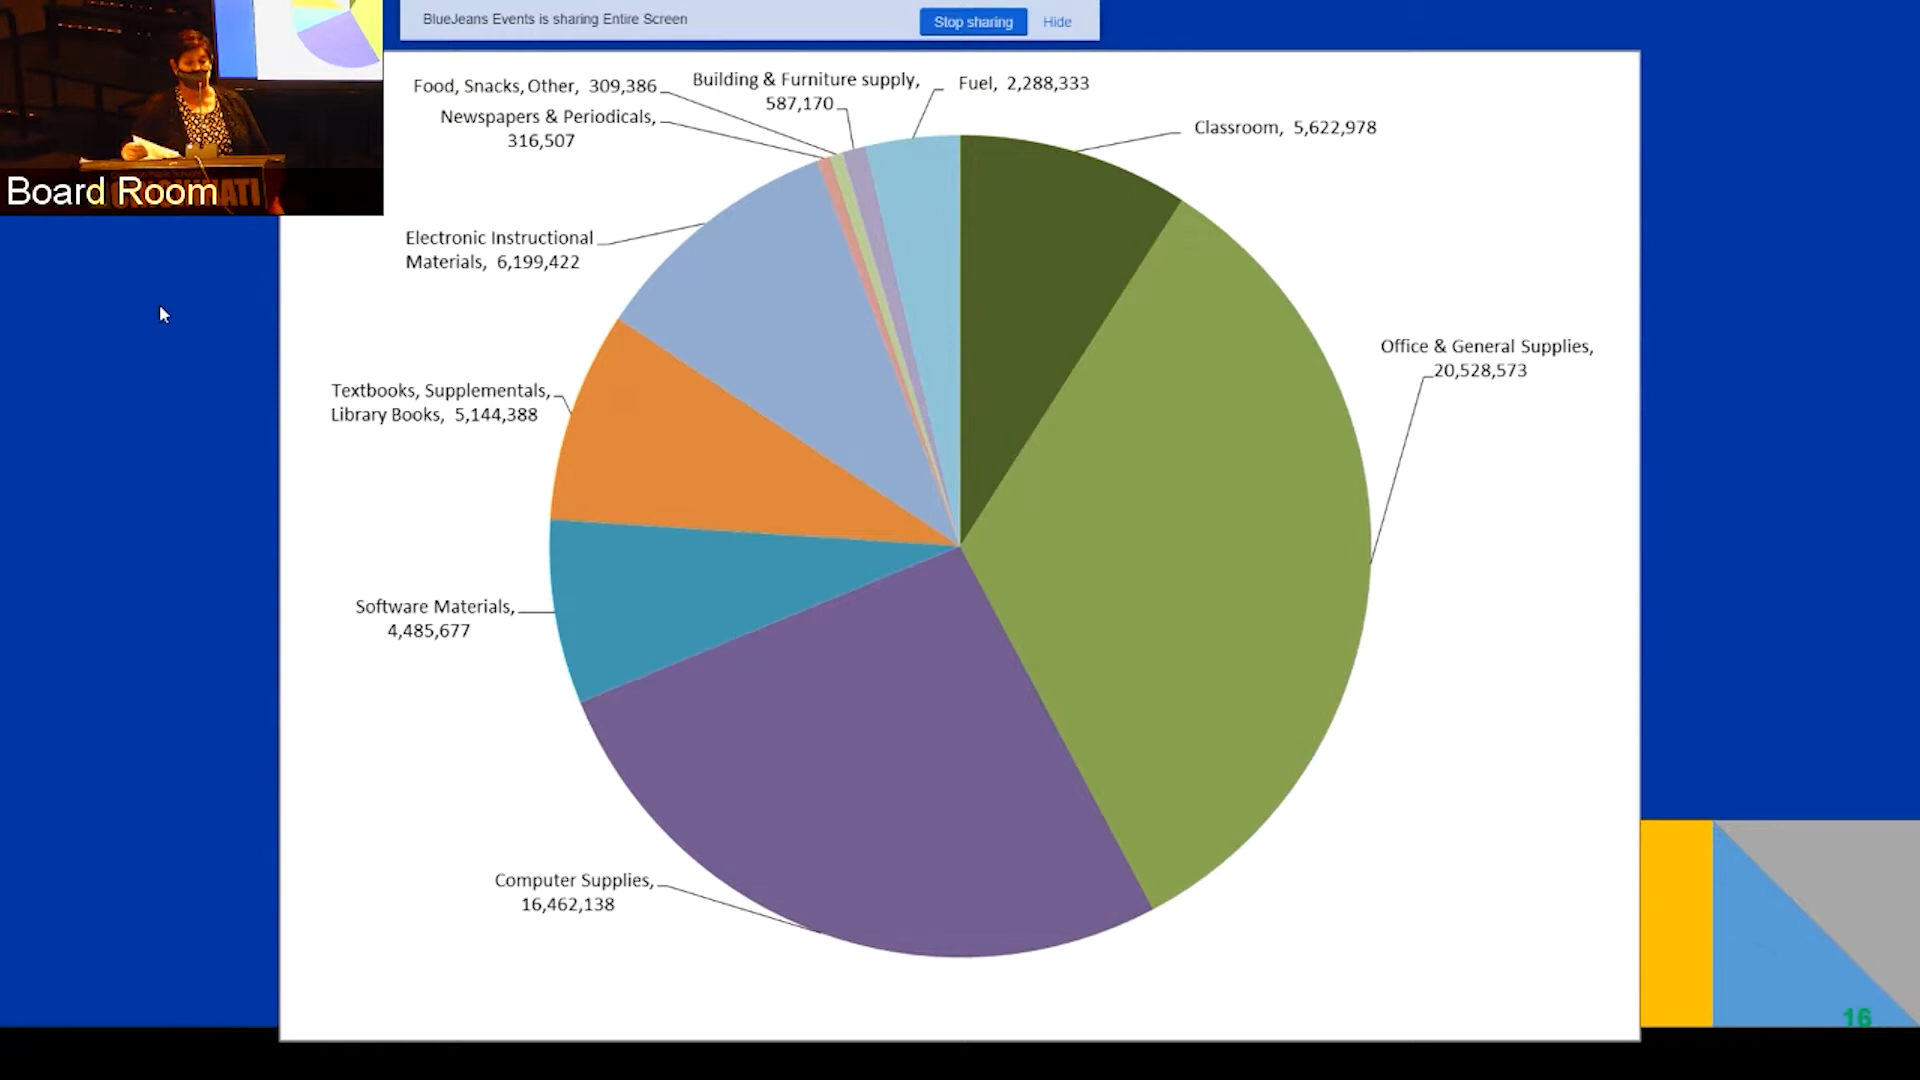 BlueJeans Events is sharing Entire Screen
Stop sharing
Hide
Board Room
Food, Snacks, Other, 309,386
Building & Furniture supply,
587,170
Fuel, 2,288,333
Newspapers & Periodicals,
316,507
Classroom, 5,622,978
Electronic Instructional
Materials, 6,199,422
Office & General Supplies,
20,528,573
Textbooks, Supplementals,
Library Books, 5,144,388
Software Materials,
4,485,677
Computer Supplies,
16,462,138
16